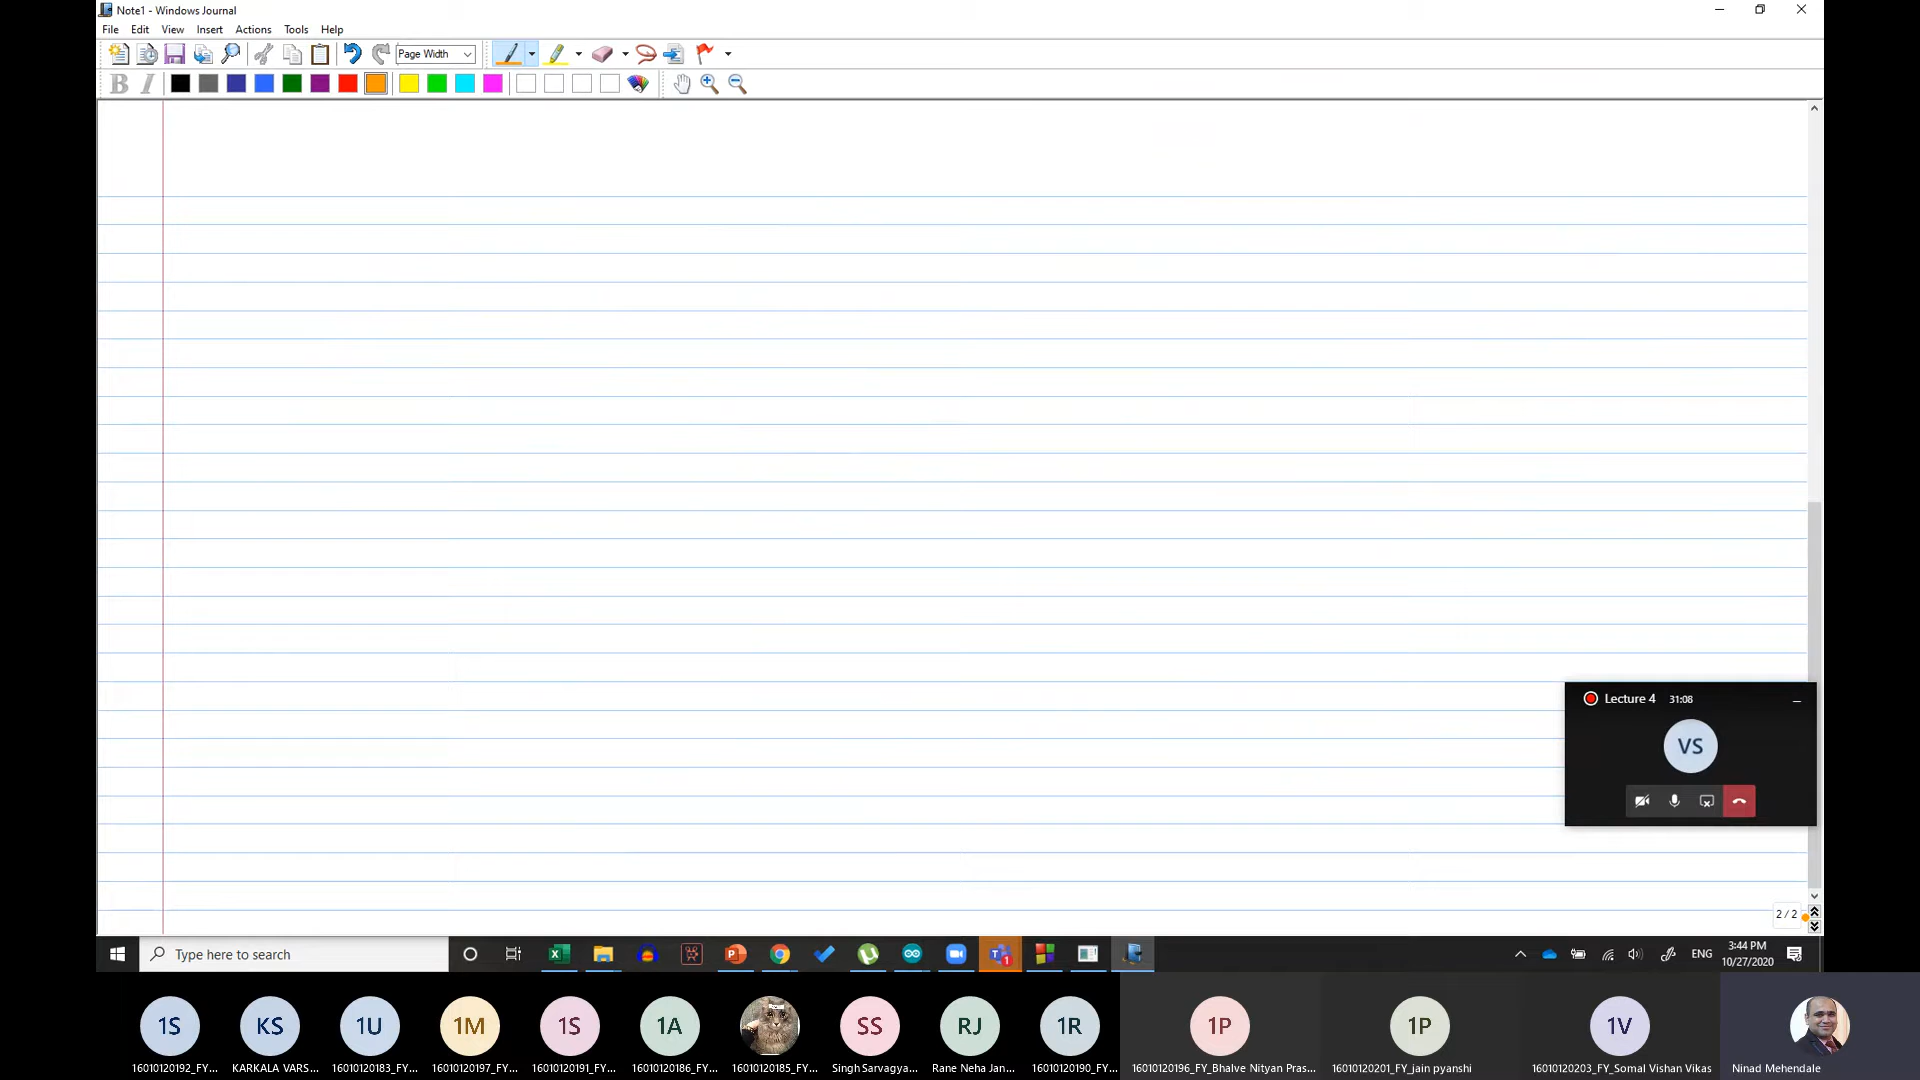 Note1 - Windows Journal
File Edit View Insert Actions Tools Help
Page Width
B I
Lecture 4 31:08
VS
2 / 2
Type here to search
ENG
3:44 PM
10/27/2020
1S KS 1U 1M 1S 1A SS RJ 1R 1P 1P 1V
16010120192_FY... KARKALA VARS... 16010120183_FY... 16010120197_FY... 16010120191_FY... 16010120186_FY... 16010120185_FY... Singh Sarvagya... Rane Neha Jan... 16010120190_FY... 16010120196_FY_Bhalve Nityan Pras... 16010120201_FY_jain pyanshi 16010120203_FY_Somal Vishan Vikas Ninad Mehendale